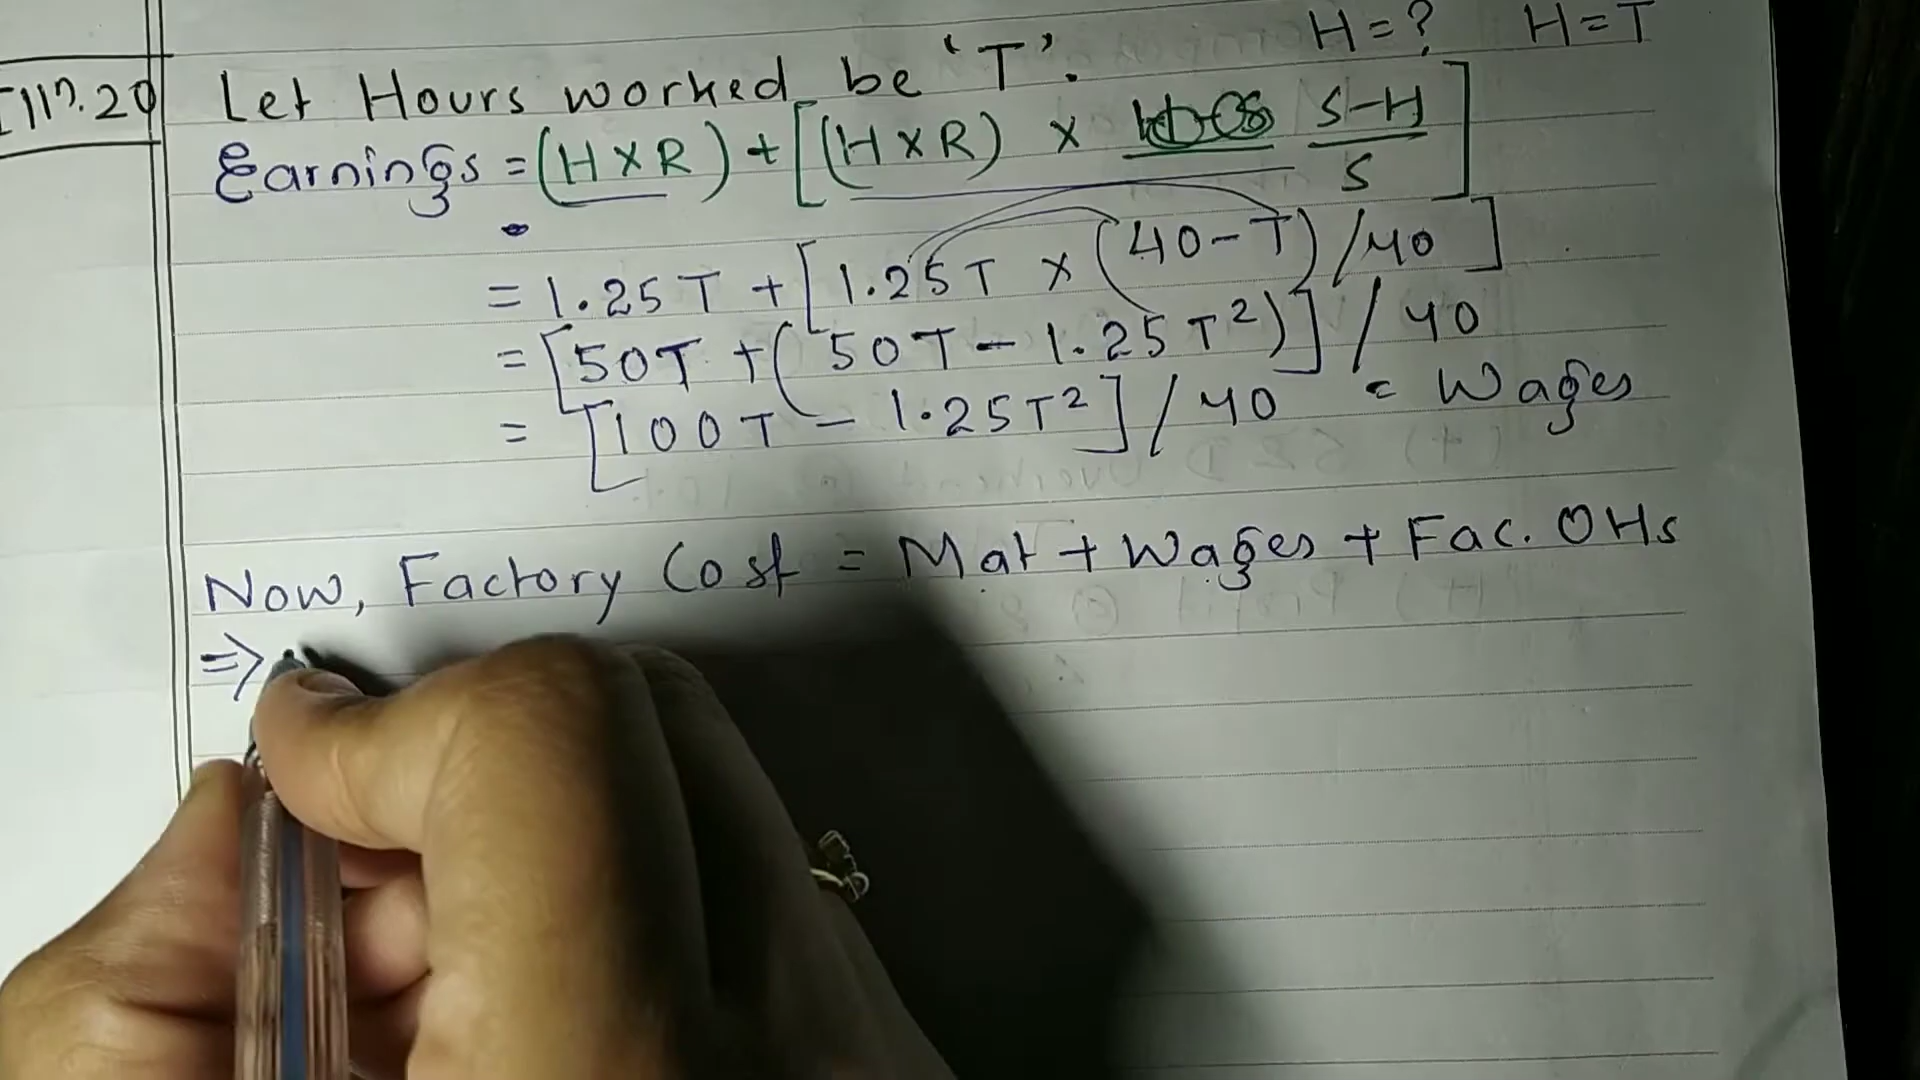 H = ? H = T
Ill. 20 Let Hours worked be 'T'.
Earnings = (H × R) + [(H × R) × S-H / S]
= 1.25T + [1.25T × (40-T)/40]
= [50T + (50T - 1.25T²)] / 40
= [100T - 1.25T²] / 40 = Wages
Now, Factory Cost = Mat + Wages + Fac. OHs
⇒